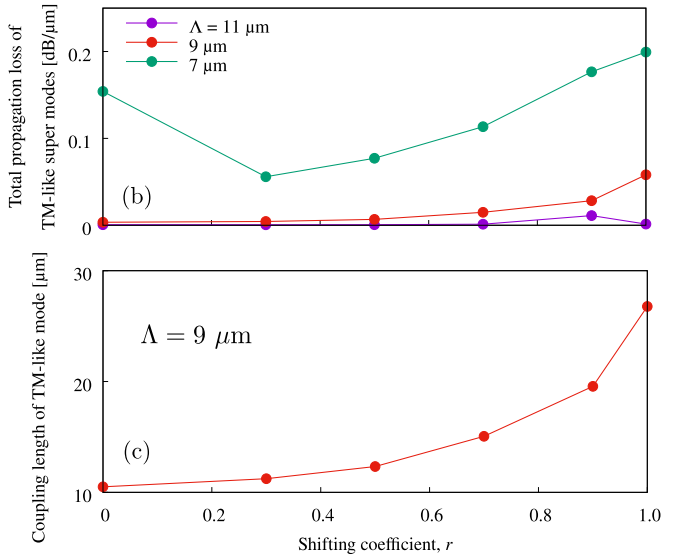 Total propagation loss of
TM-like super modes [dB/µm]
Λ = 11 µm
9 µm
7 µm
0.2
0.1
0
(b)
Coupling length of TM-like mode [µm]
30
20
10
Λ = 9 µm
(c)
0 0.2 0.4 0.6 0.8 1.0
Shifting coefficient, r